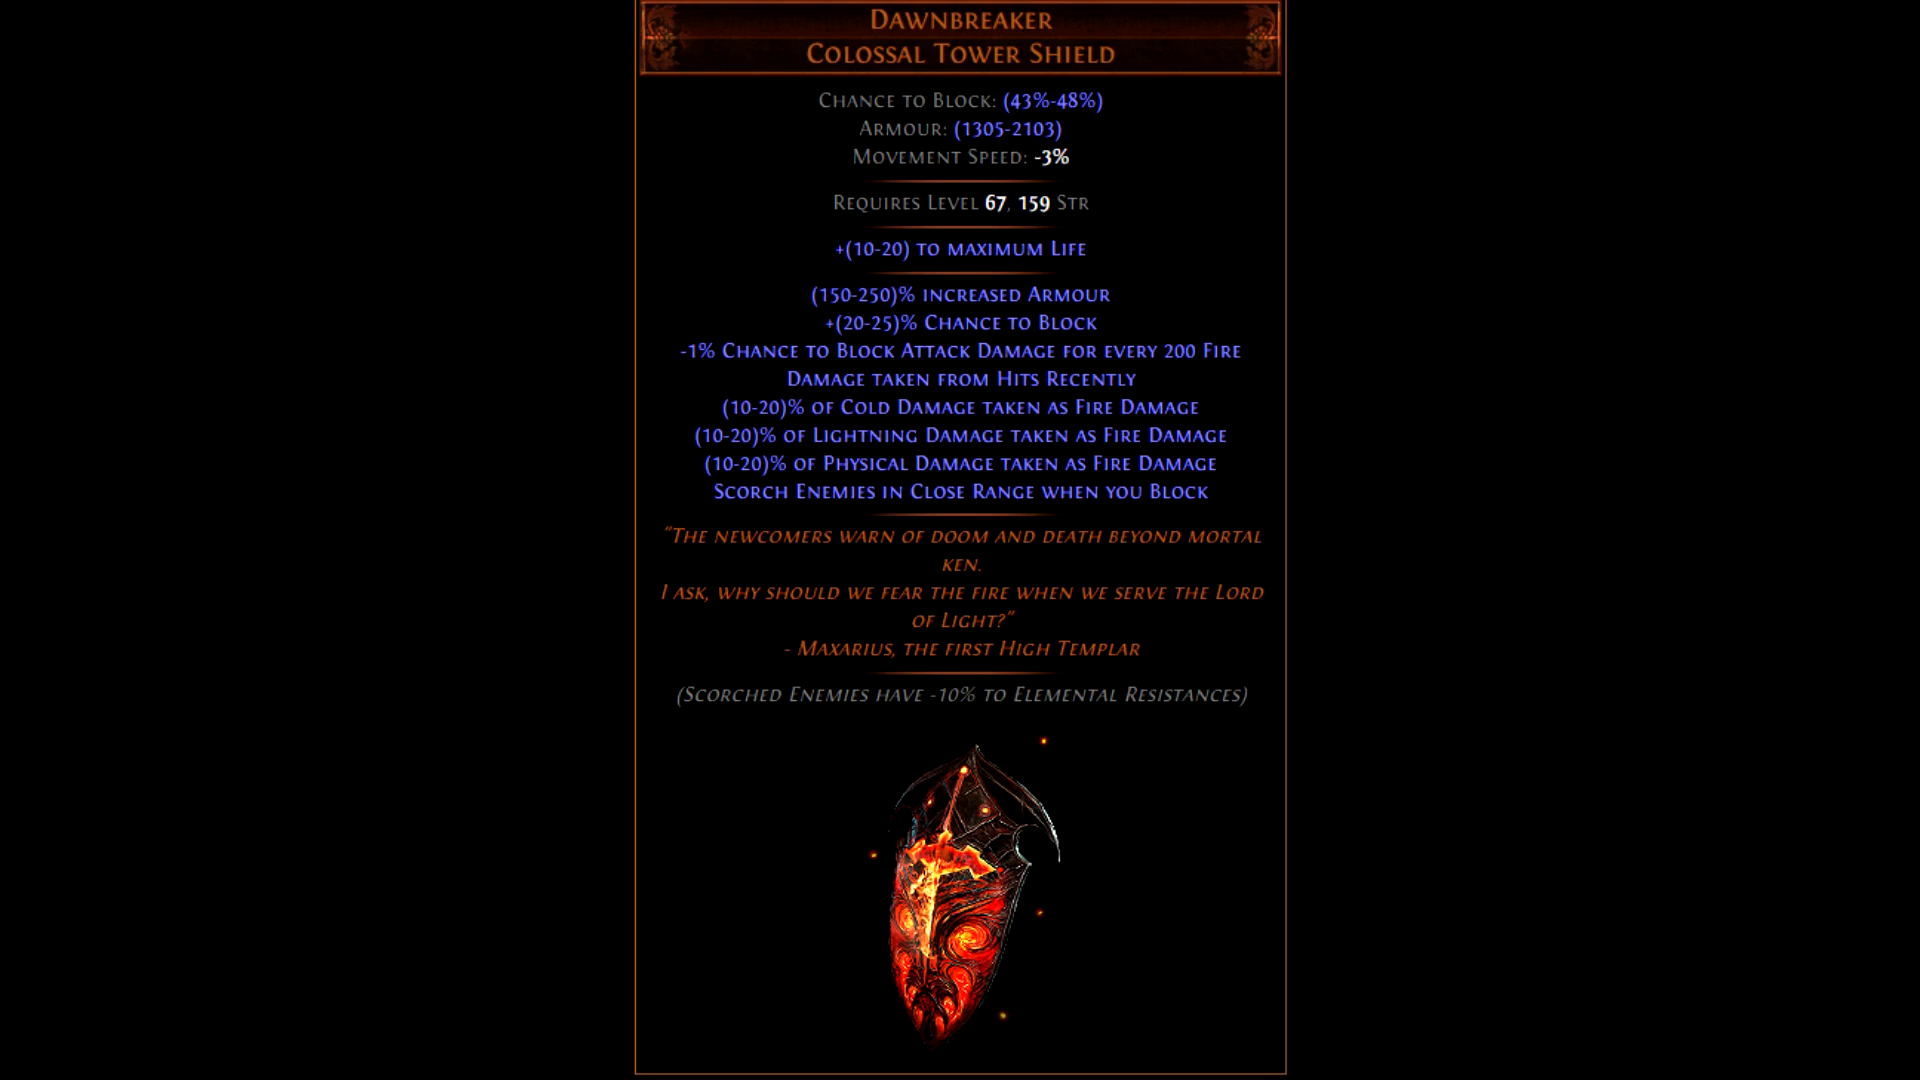 Dawnbreaker
Colossal Tower Shield
Chance to Block: (43%-48%)
Armour: (1305-2103)
Movement Speed: -3%
Requires Level 67, 159 Str
+(10-20) to maximum Life
(150-250)% increased Armour
+(20-25)% Chance to Block
-1% Chance to Block Attack Damage for every 200 Fire
Damage taken from Hits Recently
(10-20)% of Cold Damage taken as Fire Damage
(10-20)% of Lightning Damage taken as Fire Damage
(10-20)% of Physical Damage taken as Fire Damage
Scorch Enemies in Close Range when you Block
"The newcomers warn of doom and death beyond mortal
ken.
I ask, why should we fear the fire when we serve the Lord
of Light?"
- Maxarius, the first High Templar
(Scorched Enemies have -10% to Elemental Resistances)